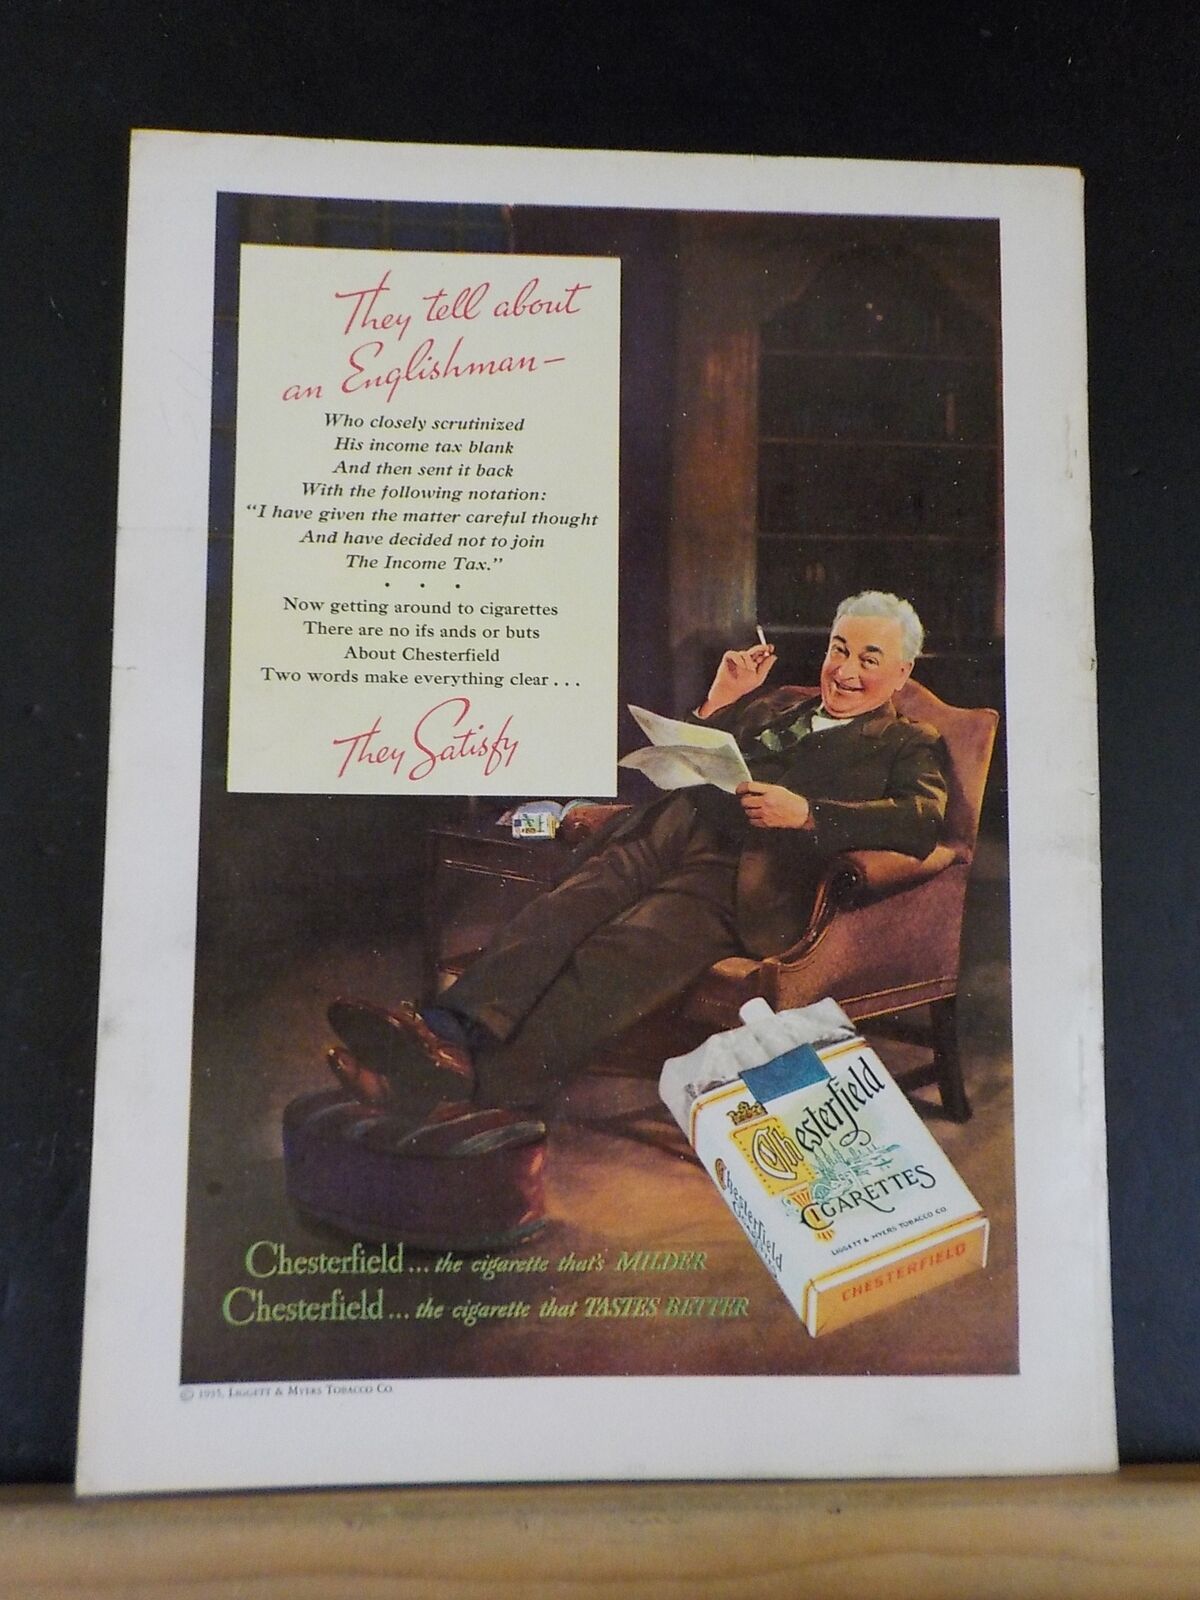 They tell about
an Englishman—
Who closely scrutinized
His income tax blank
And then sent it back
With the following notation:
"I have given the matter careful thought
And have decided not to join
The Income Tax."
. . .
Now getting around to cigarettes
There are no ifs ands or buts
About Chesterfield
Two words make everything clear . . .
They Satisfy
Chesterfield
CIGARETTES
LIGGETT & MYERS TOBACCO CO.
Chesterfield
CHESTERFIELD
Chesterfield ... the cigarette that's MILDER
Chesterfield ... the cigarette that TASTES BETTER
© 1935, LIGGETT & MYERS TOBACCO CO.